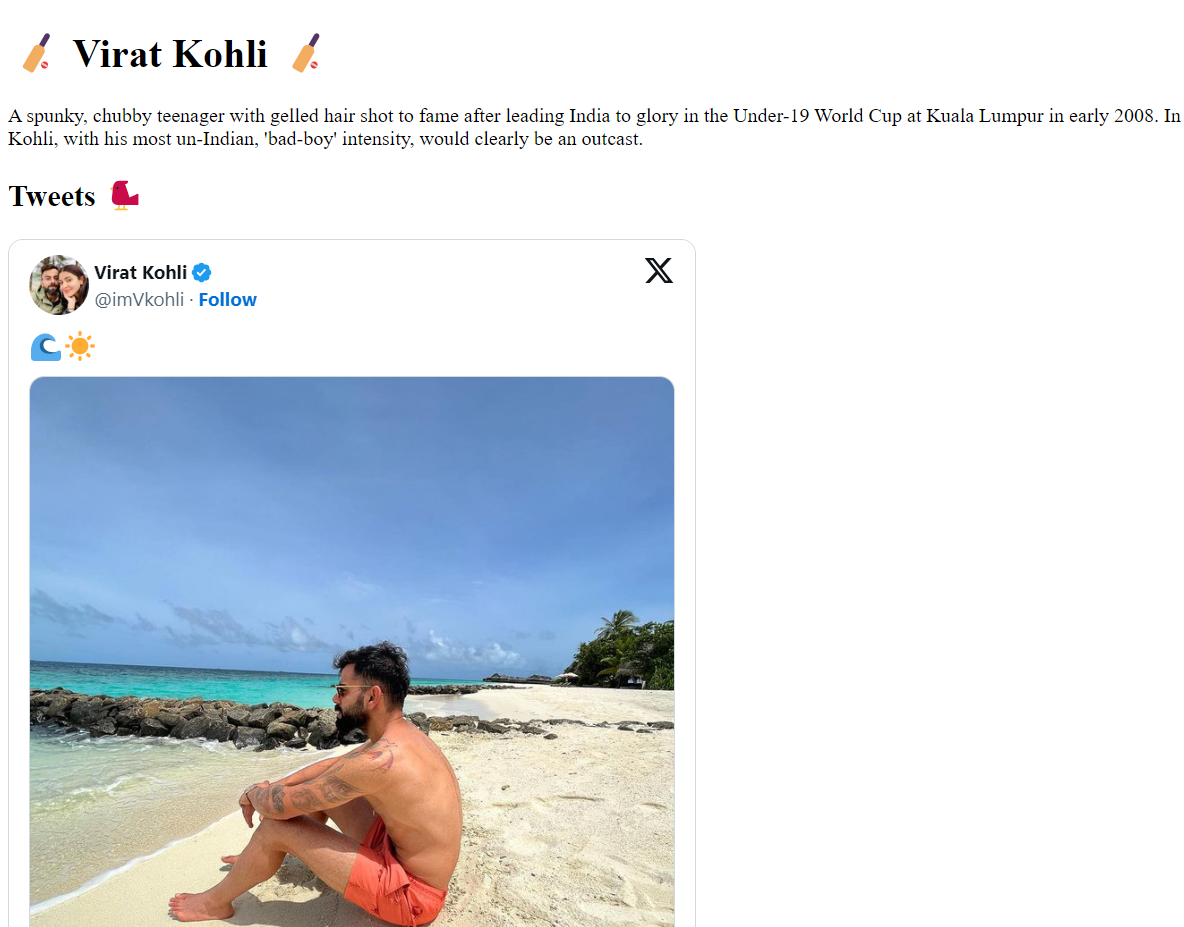 Virat Kohli
A spunky, chubby teenager with gelled hair shot to fame after leading India to glory in the Under-19 World Cup at Kuala Lumpur in early 2008. In
Kohli, with his most un-Indian, 'bad-boy' intensity, would clearly be an outcast.
Tweets
Virat Kohli
@imVkohli · Follow